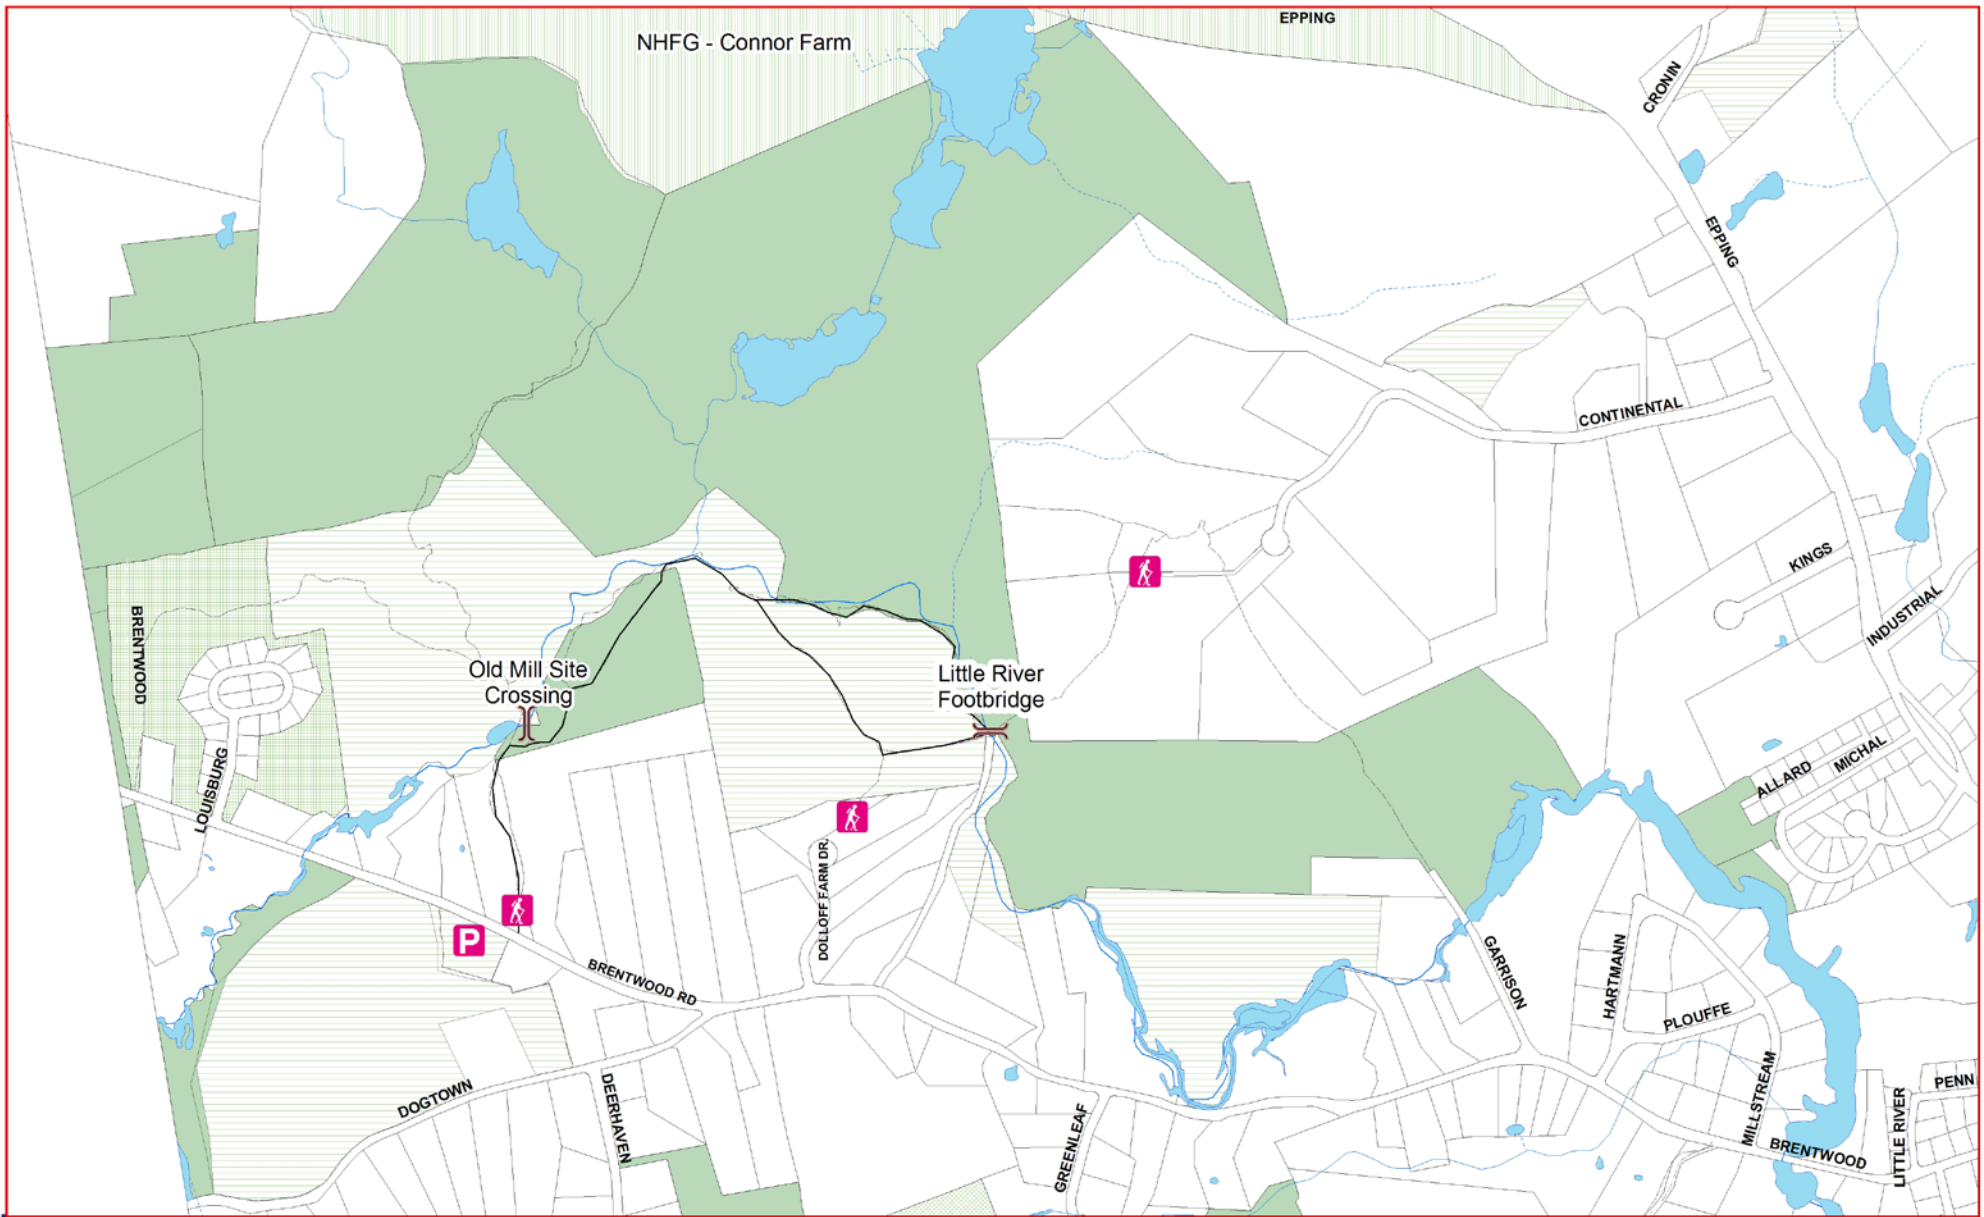 EPPING
NHFG - Connor Farm
CRONIN
EPPING
CONTINENTAL
KINGS
INDUSTRIAL
BRENTWOOD
Old Mill Site
Crossing
Little River
Footbridge
LOUISBURG
ALLARD
MICHAL
DOLLOFF FARM DR.
P
BRENTWOOD RD
GARRISON
HARTMANN
PLOUFFE
DOGTOWN
DEERHAVEN
GREENLEAF
MILLSTREAM
LITTLE RIVER
PENN
BRENTWOOD